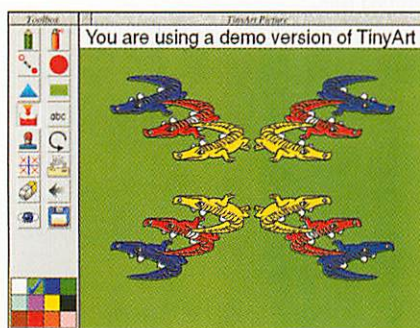 Toolbox
TinyArt Picture
You are using a demo version of TinyArt
abc